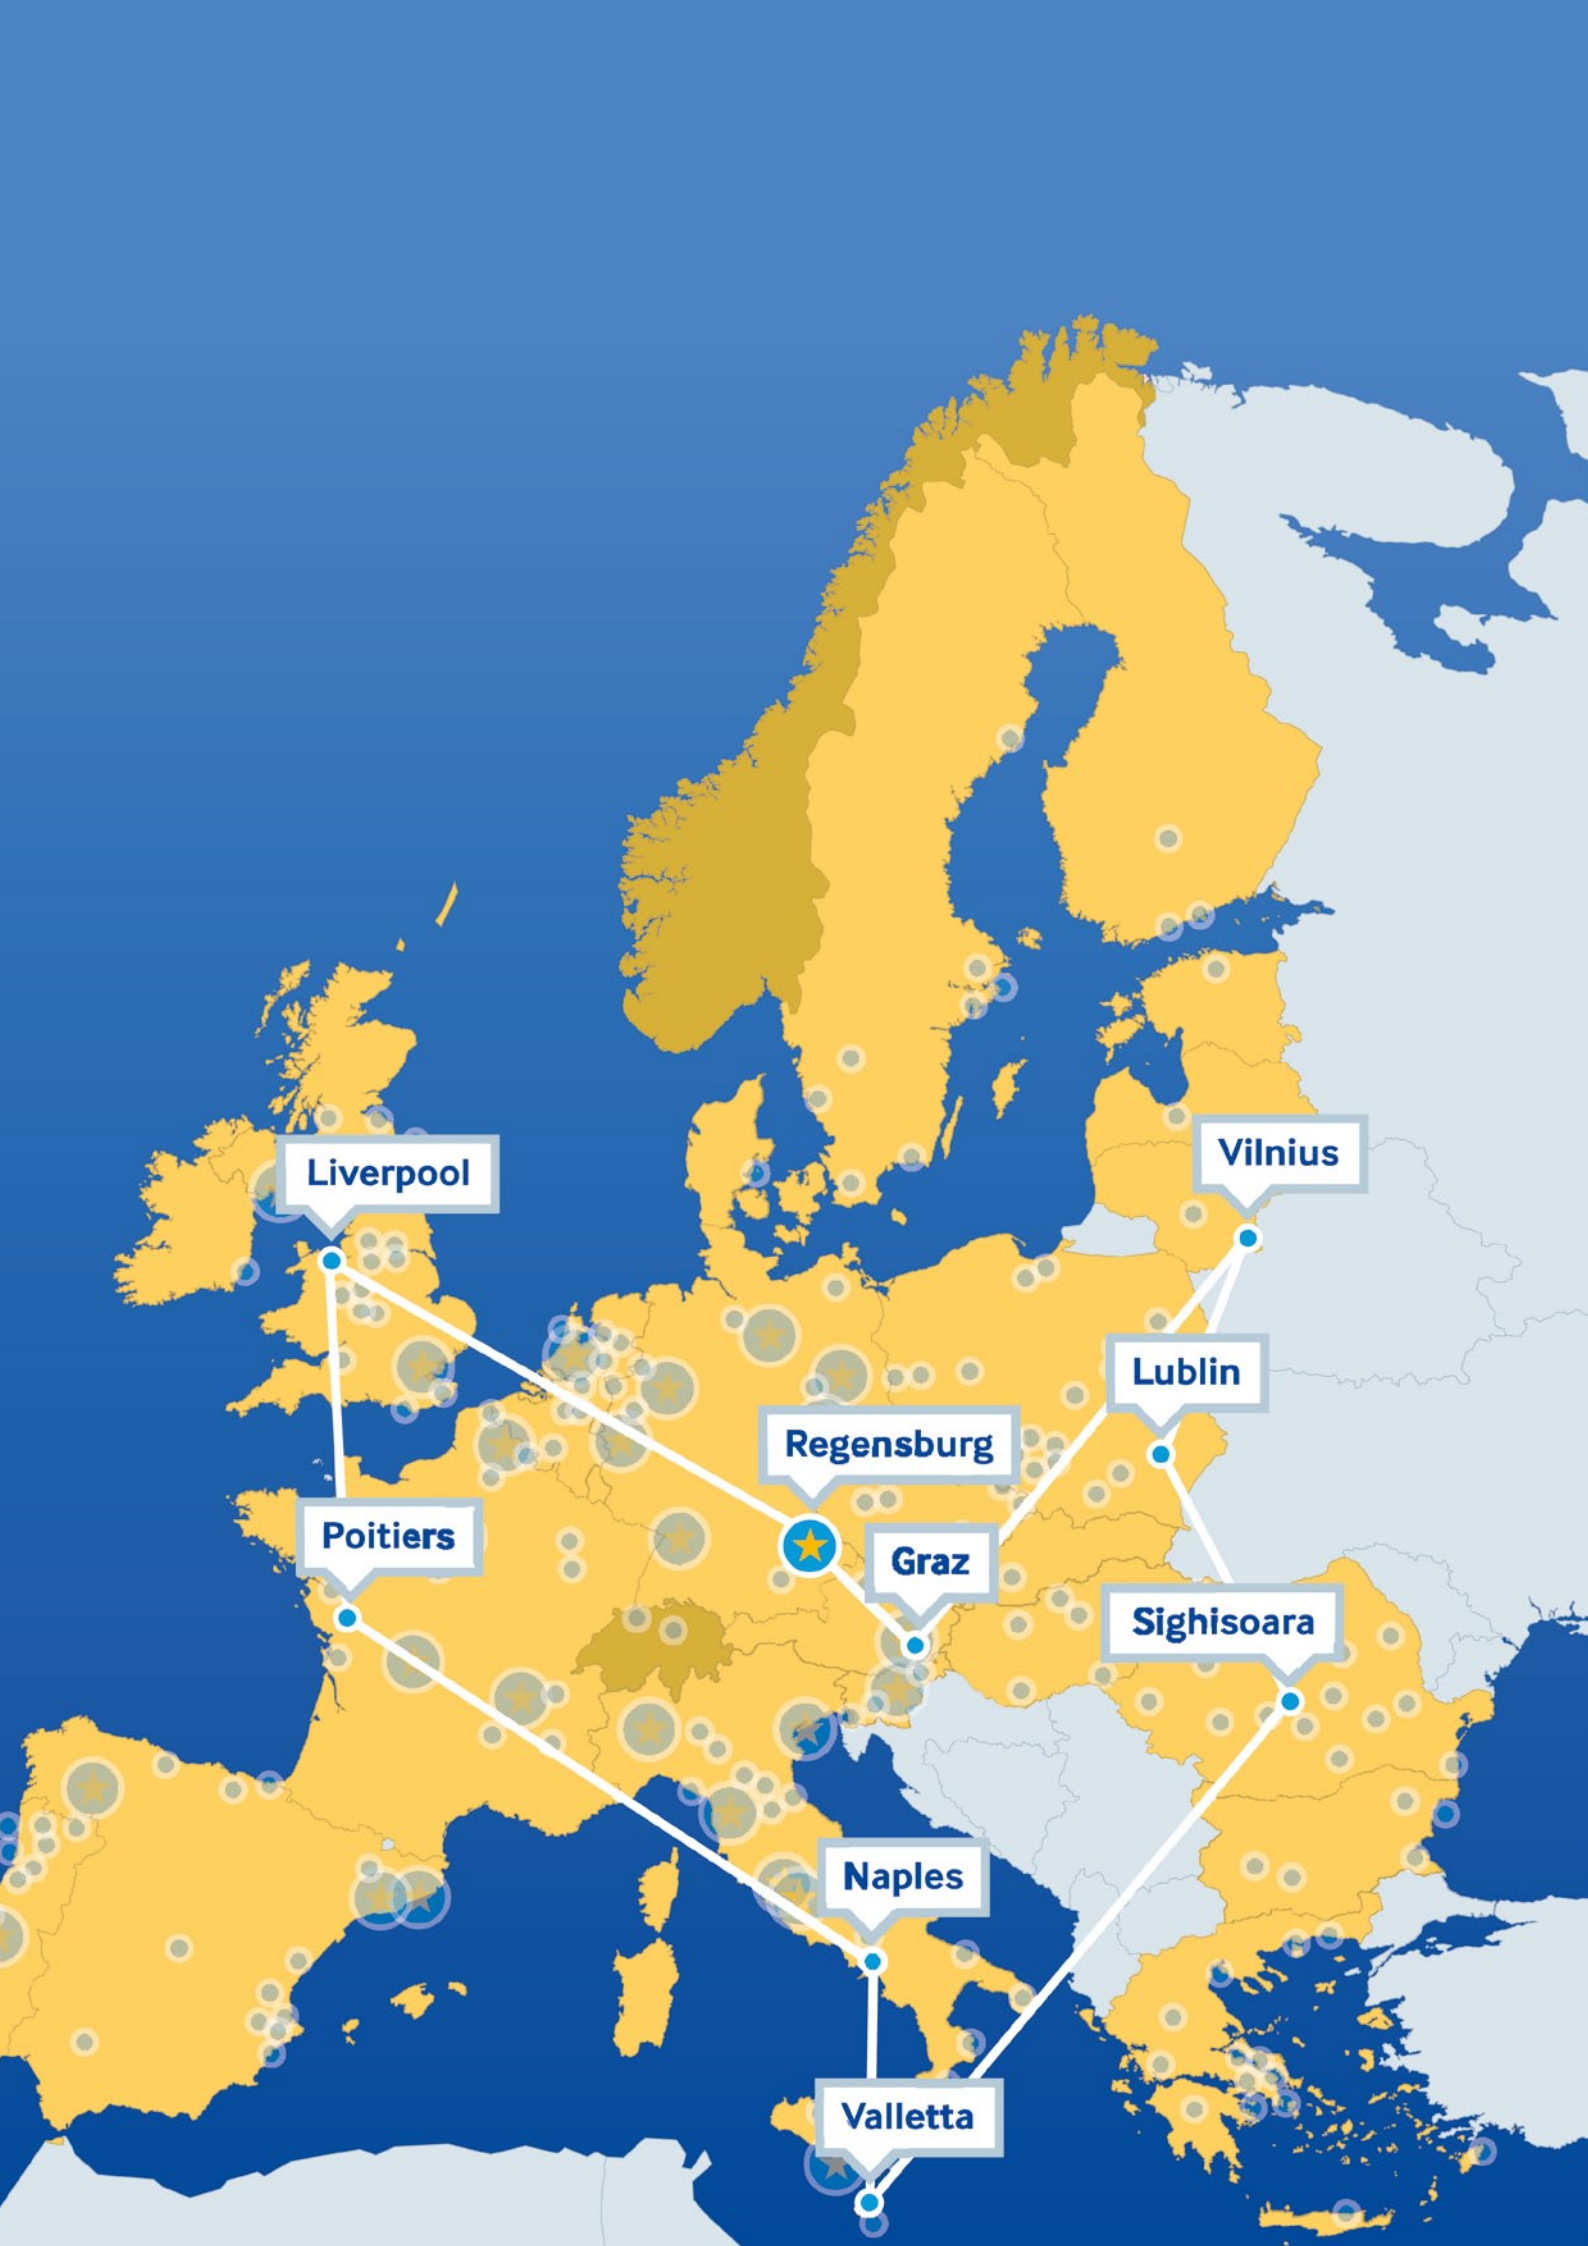 Vilnius
Liverpool
Lublin
Regensburg
Poitiers
Graz
Sighisoara
Naples
Valletta